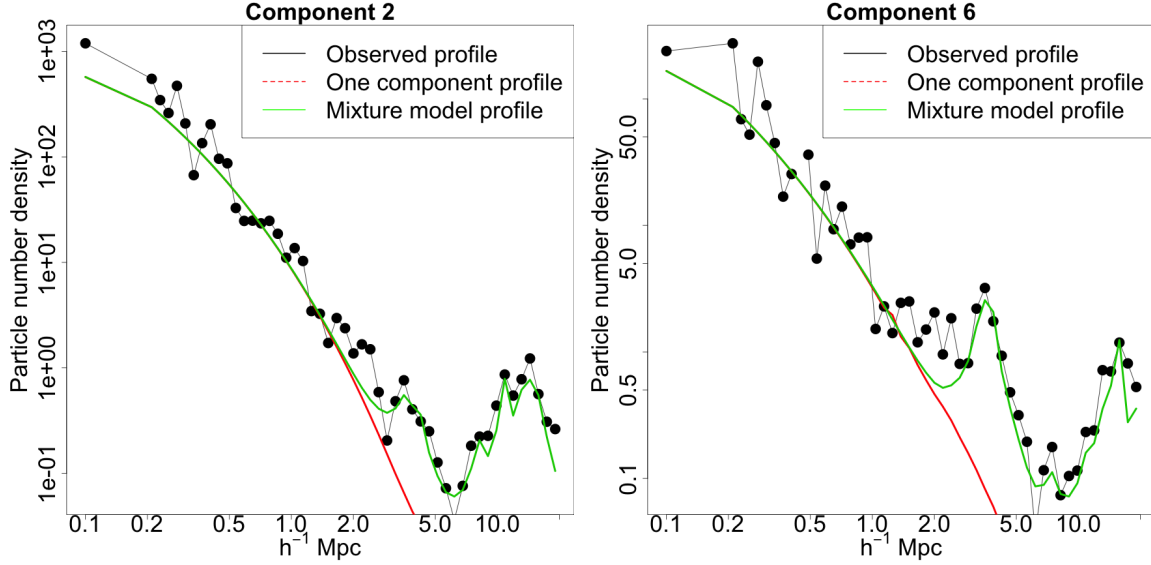 Component 2
Observed profile
One component profile
Mixture model profile
Particle number density
1e+03
1e+02
1e+01
1e+00
1e-01
0.1 0.2 0.5 1.0 2.0 5.0 10.0
h⁻¹ Mpc
Component 6
Observed profile
One component profile
Mixture model profile
Particle number density
50.0
5.0
0.5
0.1
0.1 0.2 0.5 1.0 2.0 5.0 10.0
h⁻¹ Mpc